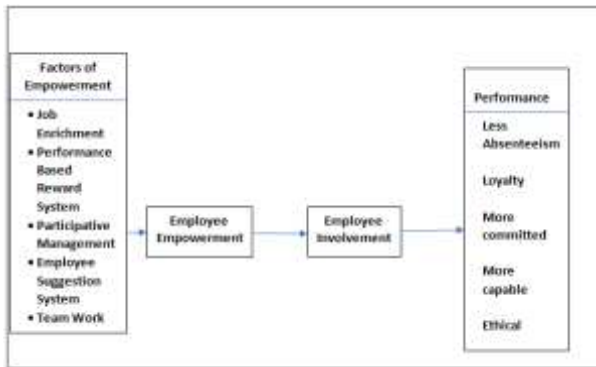 Factors of
Empowerment
• Job
Enrichment
• Performance
Based
Reward
System
• Participative
Management
• Employee
Suggestion
System
• Team Work
Employee
Empowerment
Employee
Involvement
Performance
Less
Absenteeism
Loyalty
More
committed
More
capable
Ethical